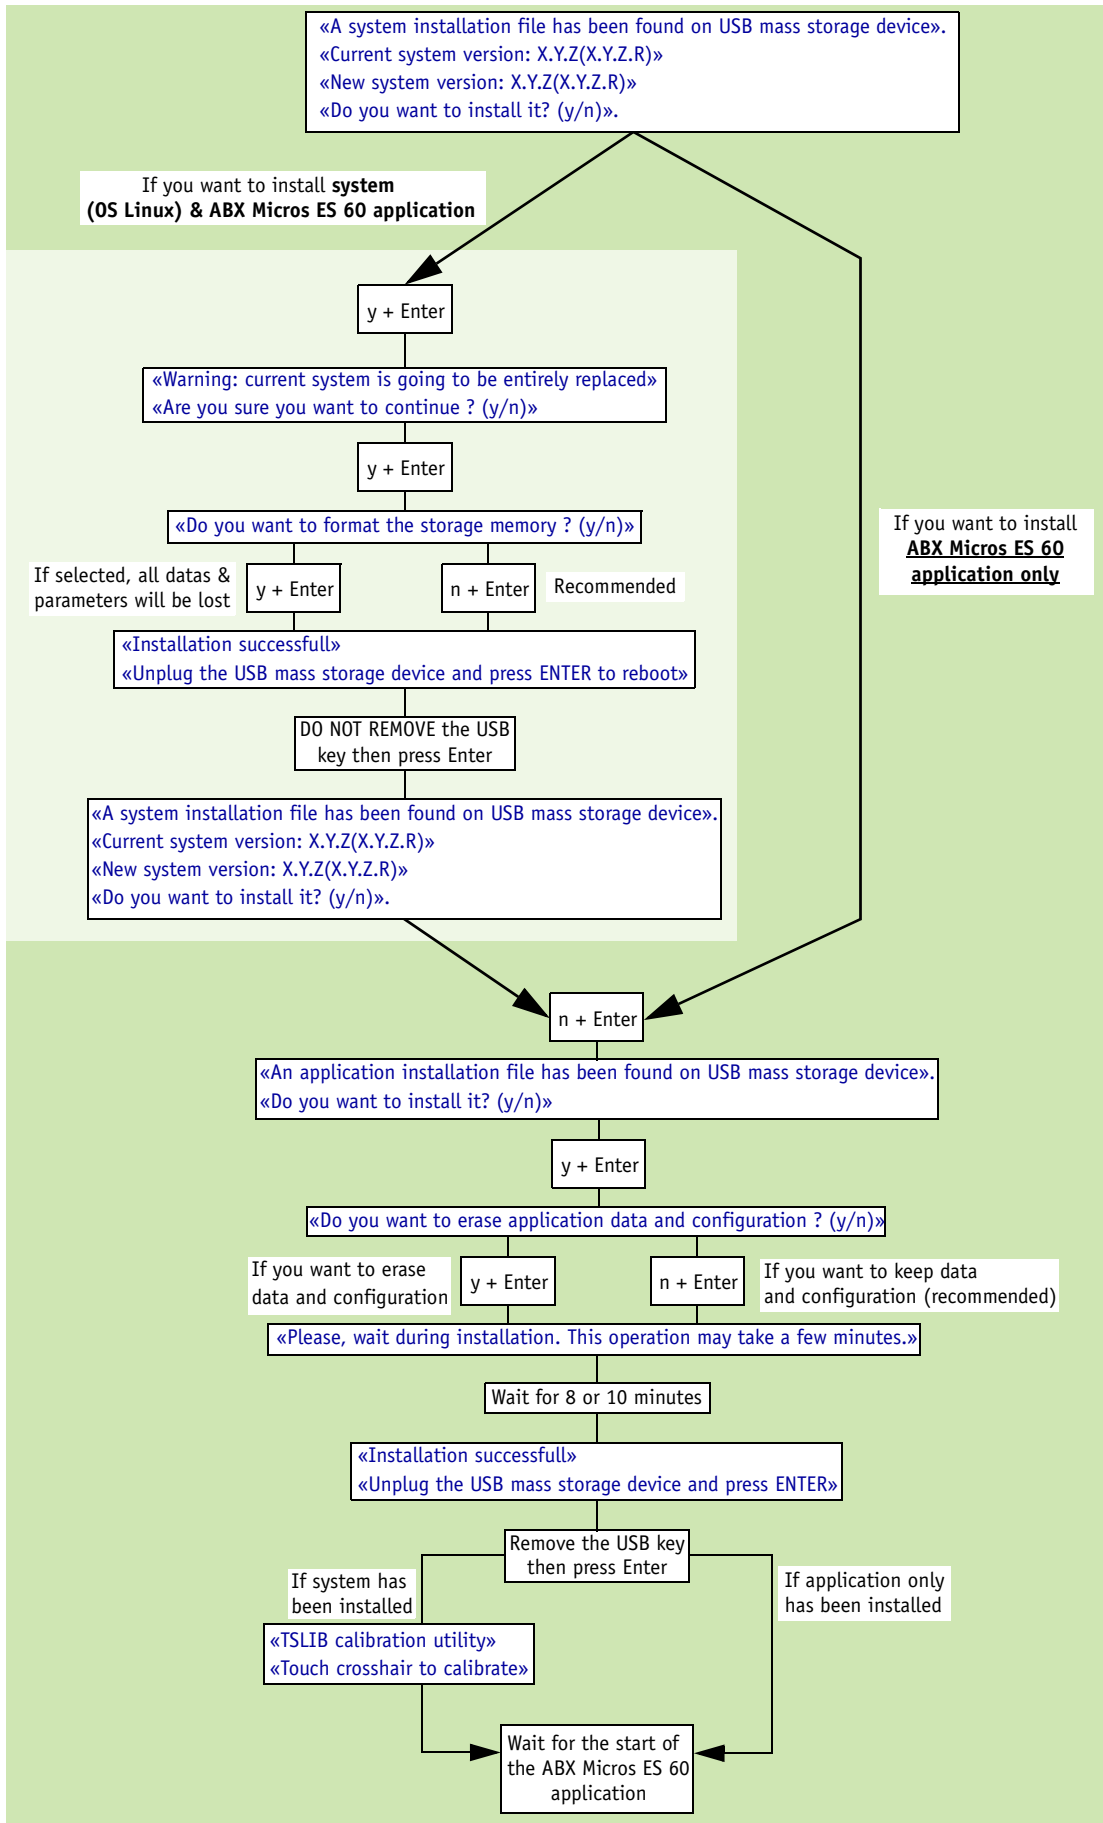 «A system installation file has been found on USB mass storage device».
«Current system version: X.Y.Z(X.Y.Z.R)»
«New system version: X.Y.Z(X.Y.Z.R)»
«Do you want to install it? (y/n)».
If you want to install system
(OS Linux) & ABX Micros ES 60 application
y + Enter
«Warning: current system is going to be entirely replaced»
«Are you sure you want to continue ? (y/n)»
y + Enter
«Do you want to format the storage memory ? (y/n)»
If you want to install
ABX Micros ES 60
application only
If selected, all datas &
parameters will be lost
y + Enter
n + Enter
Recommended
«Installation successfull»
«Unplug the USB mass storage device and press ENTER to reboot»
DO NOT REMOVE the USB
key then press Enter
«A system installation file has been found on USB mass storage device».
«Current system version: X.Y.Z(X.Y.Z.R)»
«New system version: X.Y.Z(X.Y.Z.R)»
«Do you want to install it? (y/n)».
n + Enter
«An application installation file has been found on USB mass storage device».
«Do you want to install it? (y/n)»
y + Enter
«Do you want to erase application data and configuration ? (y/n)»
If you want to erase
data and configuration
y + Enter
n + Enter
If you want to keep data
and configuration (recommended)
«Please, wait during installation. This operation may take a few minutes.»
Wait for 8 or 10 minutes
«Installation successfull»
«Unplug the USB mass storage device and press ENTER»
Remove the USB key
then press Enter
If system has
been installed
If application only
has been installed
«TSLIB calibration utility»
«Touch crosshair to calibrate»
Wait for the start of
the ABX Micros ES 60
application